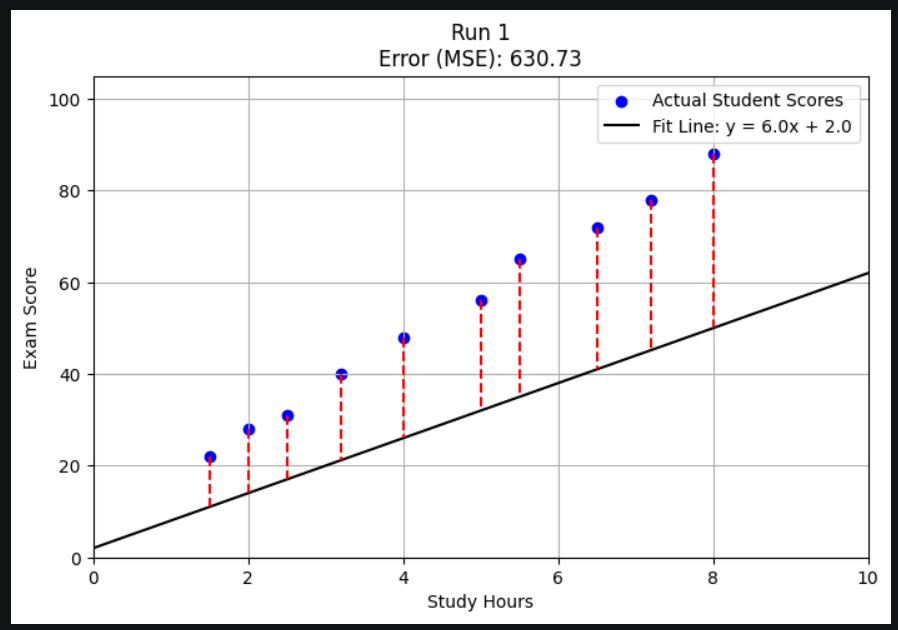 Run 1
Error (MSE): 630.73
Actual Student Scores
Fit Line: y = 6.0x + 2.0
100
80
60
40
20
0
Exam Score
0 2 4 6 8 10
Study Hours